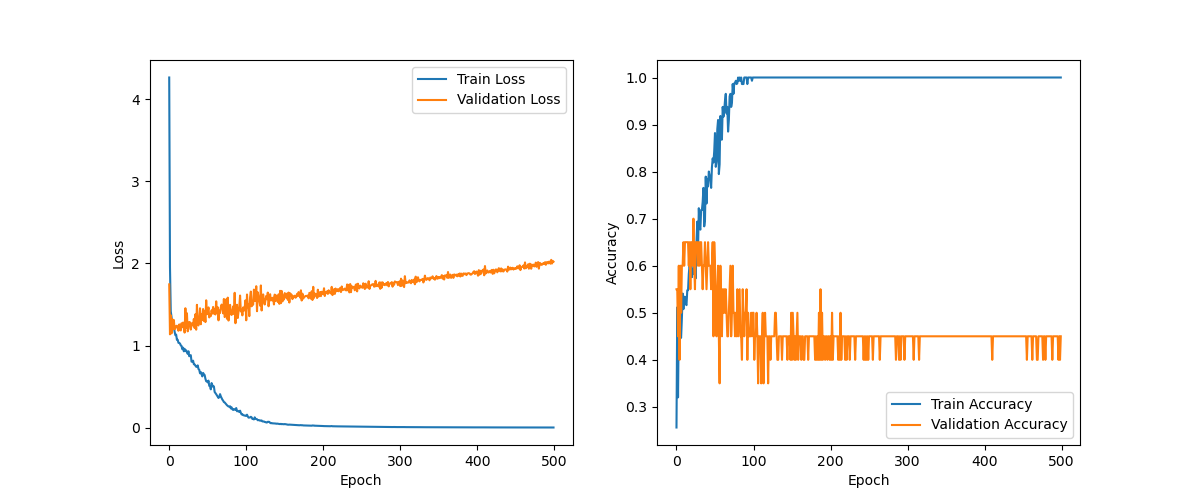 Train Loss
Validation Loss
4
3
2
1
0
Loss
0 100 200 300 400 500
Epoch
1.0
0.9
0.8
0.7
0.6
0.5
0.4
0.3
Accuracy
Train Accuracy
Validation Accuracy
0 100 200 300 400 500
Epoch